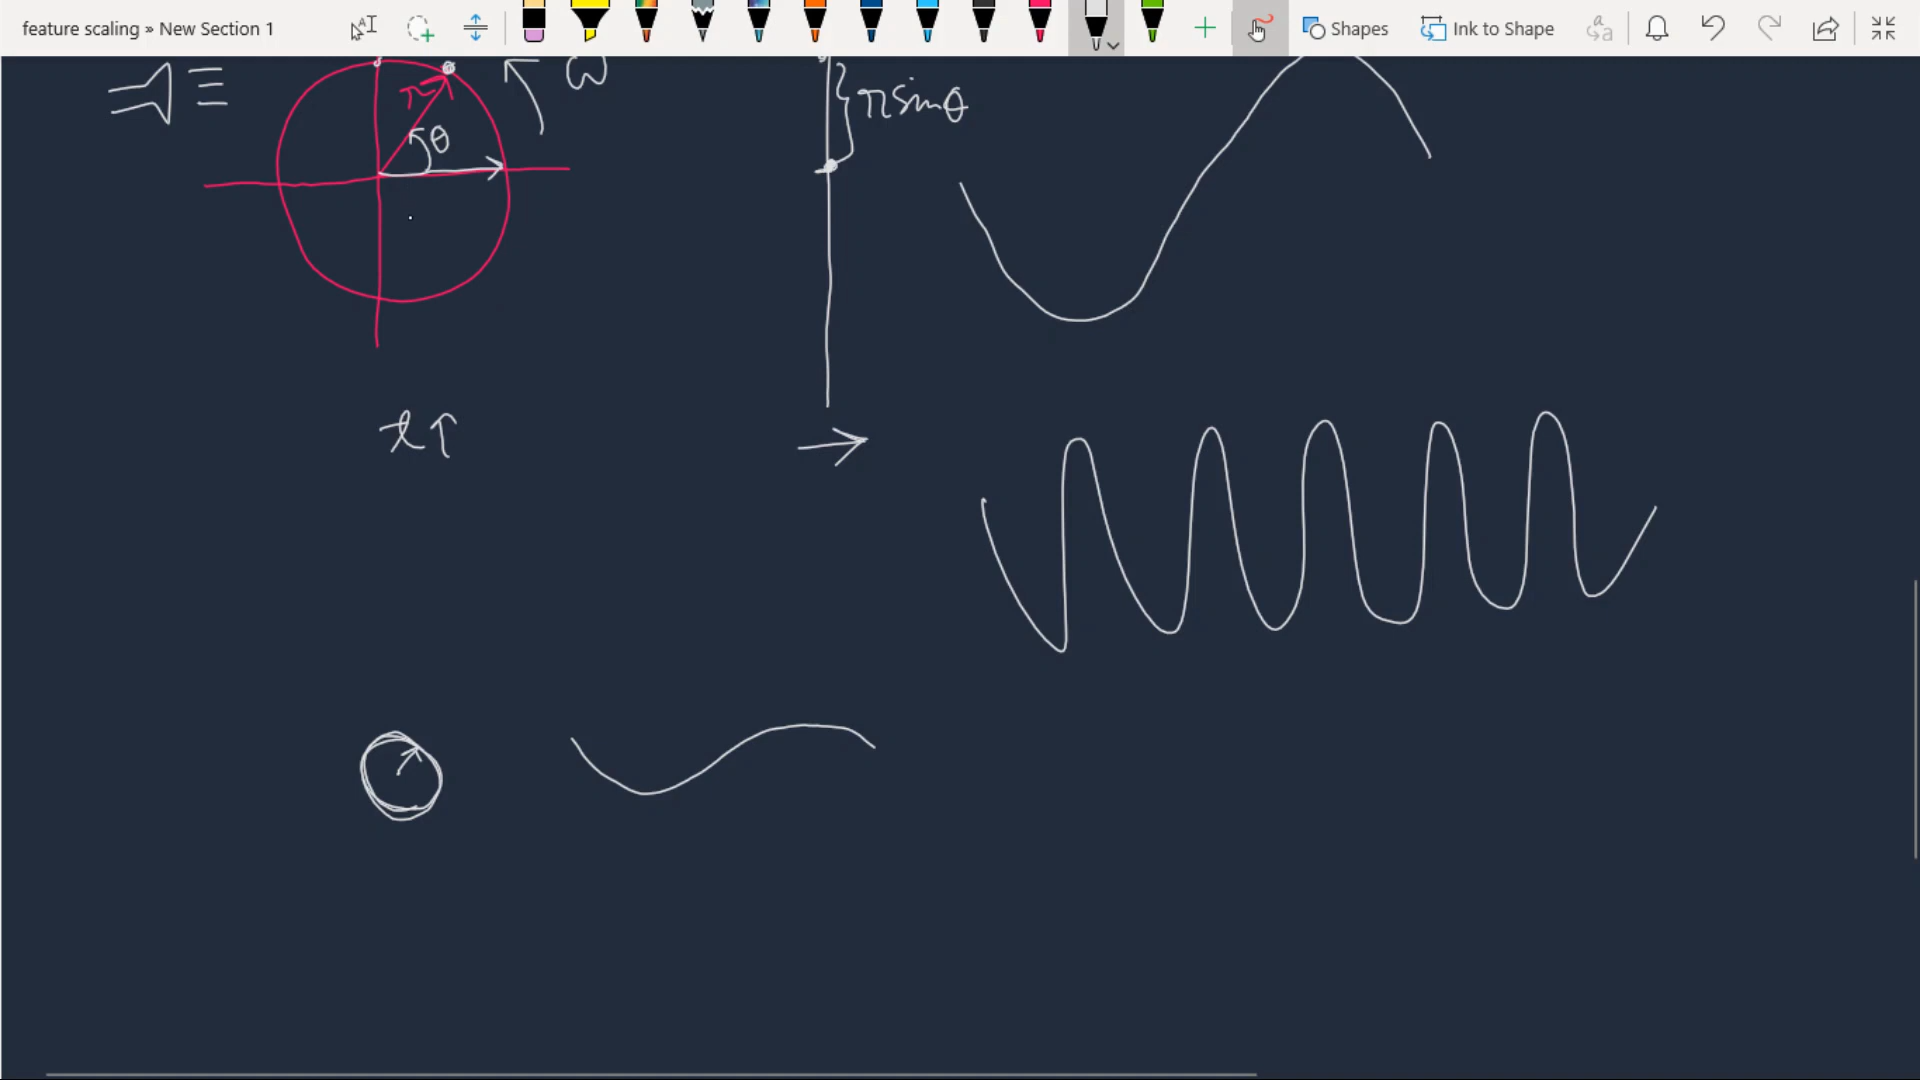 feature scaling » New Section 1
Shapes
Ink to Shape
r
θ
ω
r sinθ
t↑